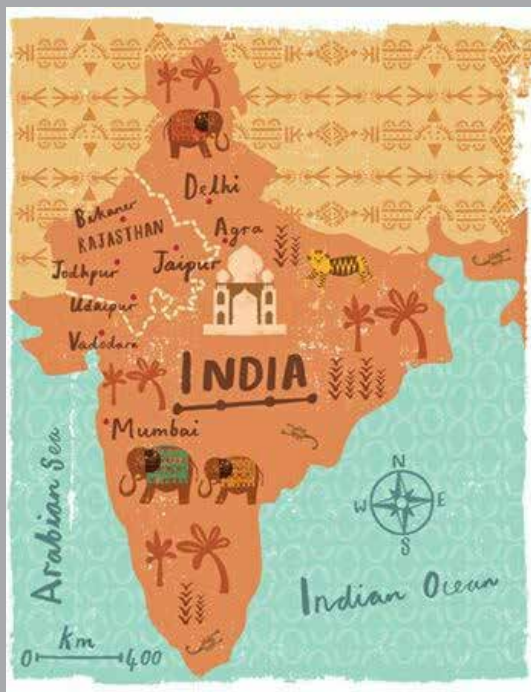 Delhi
Bikaner
RAJASTHAN
Agra
Jodhpur
Jaipur
Udaipur
Vadodara
INDIA
Mumbai
Arabian Sea
N
W E
S
Indian Ocean
Km
0 400